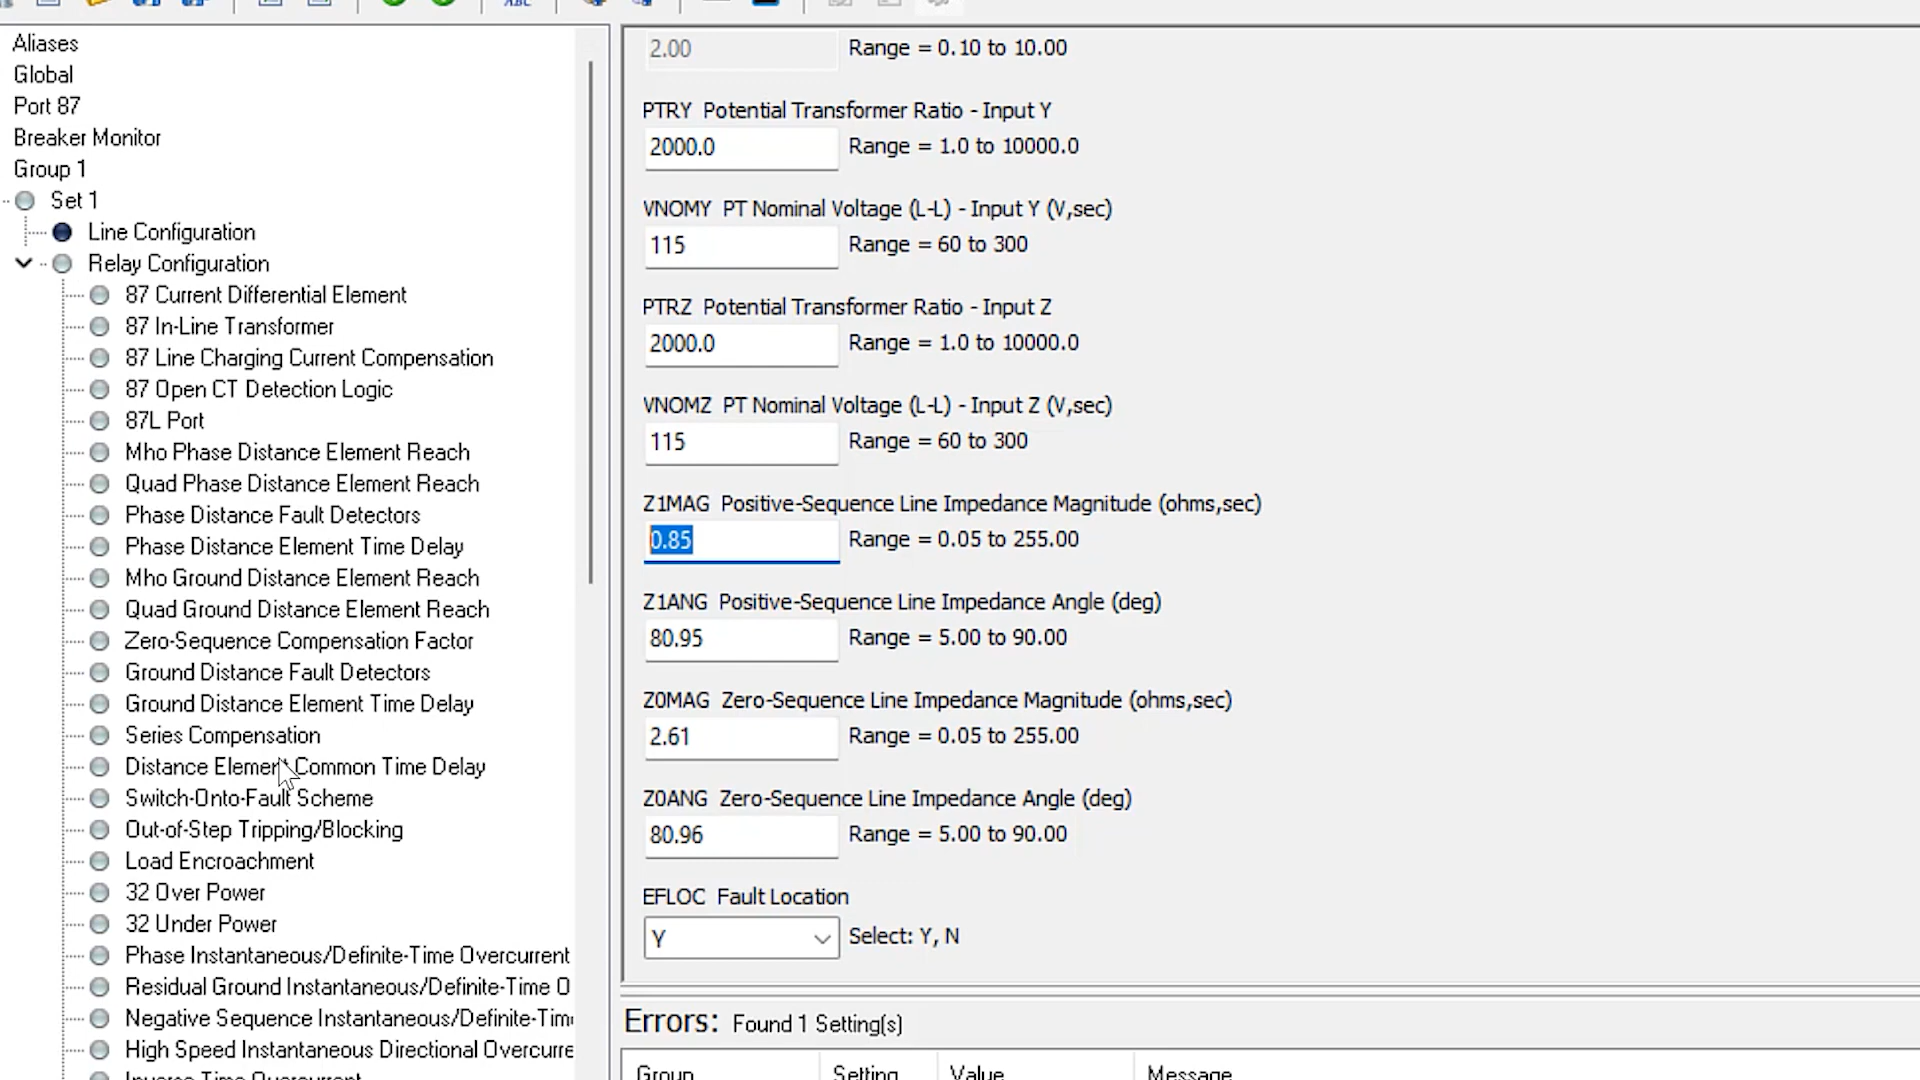 ABC
Aliases
Global
Port 87
Breaker Monitor
Group 1
Set 1
Line Configuration
Relay Configuration
87 Current Differential Element
87 In-Line Transformer
87 Line Charging Current Compensation
87 Open CT Detection Logic
87L Port
Mho Phase Distance Element Reach
Quad Phase Distance Element Reach
Phase Distance Fault Detectors
Phase Distance Element Time Delay
Mho Ground Distance Element Reach
Quad Ground Distance Element Reach
Zero-Sequence Compensation Factor
Ground Distance Fault Detectors
Ground Distance Element Time Delay
Series Compensation
Distance Element Common Time Delay
Switch-Onto-Fault Scheme
Out-of-Step Tripping/Blocking
Load Encroachment
32 Over Power
32 Under Power
Phase Instantaneous/Definite-Time Overcurrent
Residual Ground Instantaneous/Definite-Time O
Negative Sequence Instantaneous/Definite-Tim
High Speed Instantaneous Directional Overcurre
Inverse Time Overcurrent
2.00 Range = 0.10 to 10.00
PTRY Potential Transformer Ratio - Input Y
2000.0 Range = 1.0 to 10000.0
VNOMY PT Nominal Voltage (L-L) - Input Y (V,sec)
115 Range = 60 to 300
PTRZ Potential Transformer Ratio - Input Z
2000.0 Range = 1.0 to 10000.0
VNOMZ PT Nominal Voltage (L-L) - Input Z (V,sec)
115 Range = 60 to 300
Z1MAG Positive-Sequence Line Impedance Magnitude (ohms,sec)
0.85 Range = 0.05 to 255.00
Z1ANG Positive-Sequence Line Impedance Angle (deg)
80.95 Range = 5.00 to 90.00
Z0MAG Zero-Sequence Line Impedance Magnitude (ohms,sec)
2.61 Range = 0.05 to 255.00
Z0ANG Zero-Sequence Line Impedance Angle (deg)
80.96 Range = 5.00 to 90.00
EFLOC Fault Location
Y Select: Y, N
Errors: Found 1 Setting(s)
Group Setting Value Message